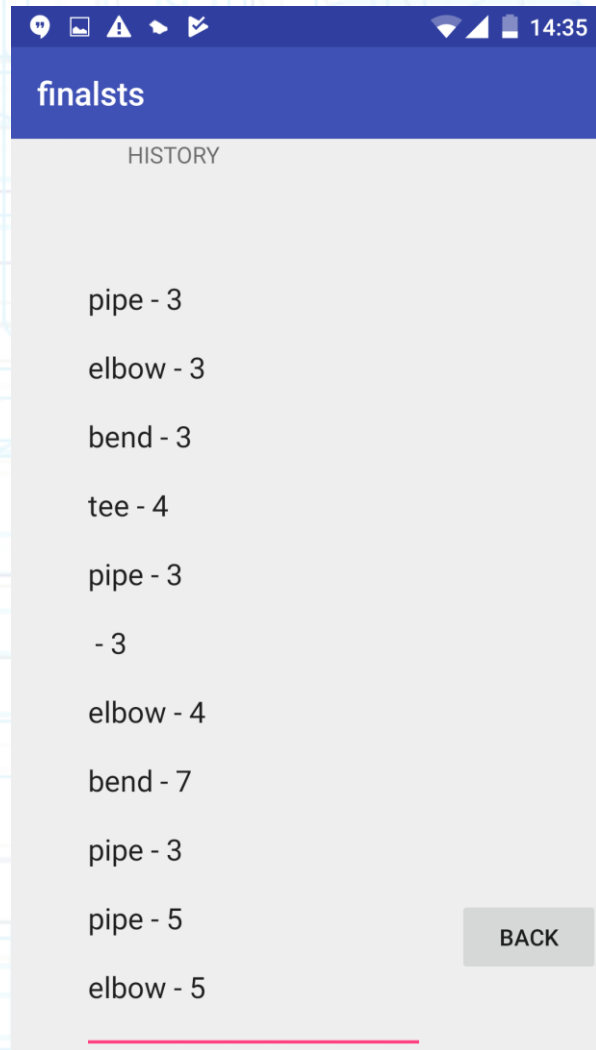 14:35
finalsts
HISTORY
pipe - 3
elbow - 3
bend - 3
tee - 4
pipe - 3
- 3
elbow - 4
bend - 7
pipe - 3
pipe - 5
BACK
elbow - 5